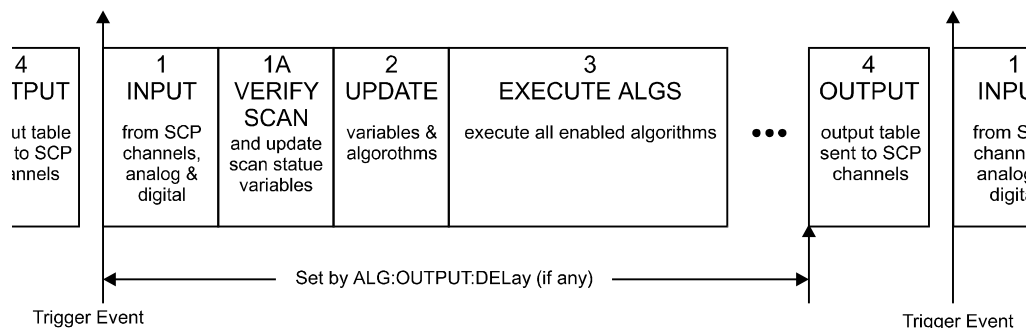 4
TPUT
ut table
to SCP
annels
1
INPUT
from SCP
channels,
analog &
digital
1A
VERIFY
SCAN
and update
scan statue
variables
2
UPDATE
variables &
algorothms
3
EXECUTE ALGS
execute all enabled algorithms
•••
4
OUTPUT
output table
sent to SCP
channels
1
INPU
from S
chann
analog
digita
Set by ALG:OUTPUT:DELay (if any)
Trigger Event
Trigger Event